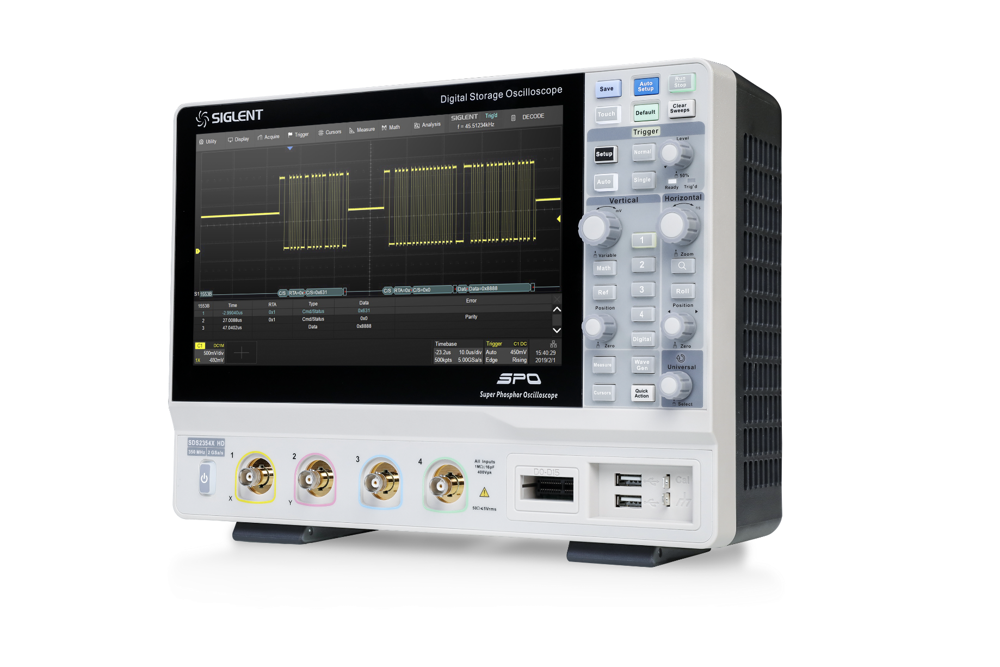 SIGLENT
Digital Storage Oscilloscope
Utility Display Acquire Trigger Cursors Measure Math Analysis
SIGLENT Trig'd
f = 45.51234kHz
DECODE
S1 1553B
C/S RTA=0x C/S=0x631 C/S RTA=0x C/S=0x0 Data Data=0x8888
1553B Time RTA Type Data Error
1 -2.99040us 0x1 Cmd/Status 0x631
2 27.0088us 0x1 Cmd/Status 0x0 Parity
3 47.0402us Data 0x8888
C1 DC1M
500mV/div
1X -692mV
Timebase
-23.2us 10.0us/div
500kpts 5.00GSa/s
Trigger C1 DC
Auto 450mV
Edge Rising
15:40:29
2019/2/1
SPO
Super Phosphor Oscilloscope
Save
Auto
Setup
Run
Stop
Touch
Default
Clear
Sweeps
Trigger
Setup
Normal
Level
Auto
Single
50%
Ready Trig'd
Vertical
Horizontal
mV
ns
1
Variable
Zoom
Math
2
Ref
3
Roll
Position
4
Position
Digital
Zero
Zero
Measure
Wave
Gen
Universal
Cursors
Quick
Action
Select
SDS2354X HD
350 MHz 2 GSa/s
1
2
3
4
X
Y
All Inputs
1MΩ//16pF
400Vpk
50Ω≤5Vrms
D0-D15
Cal